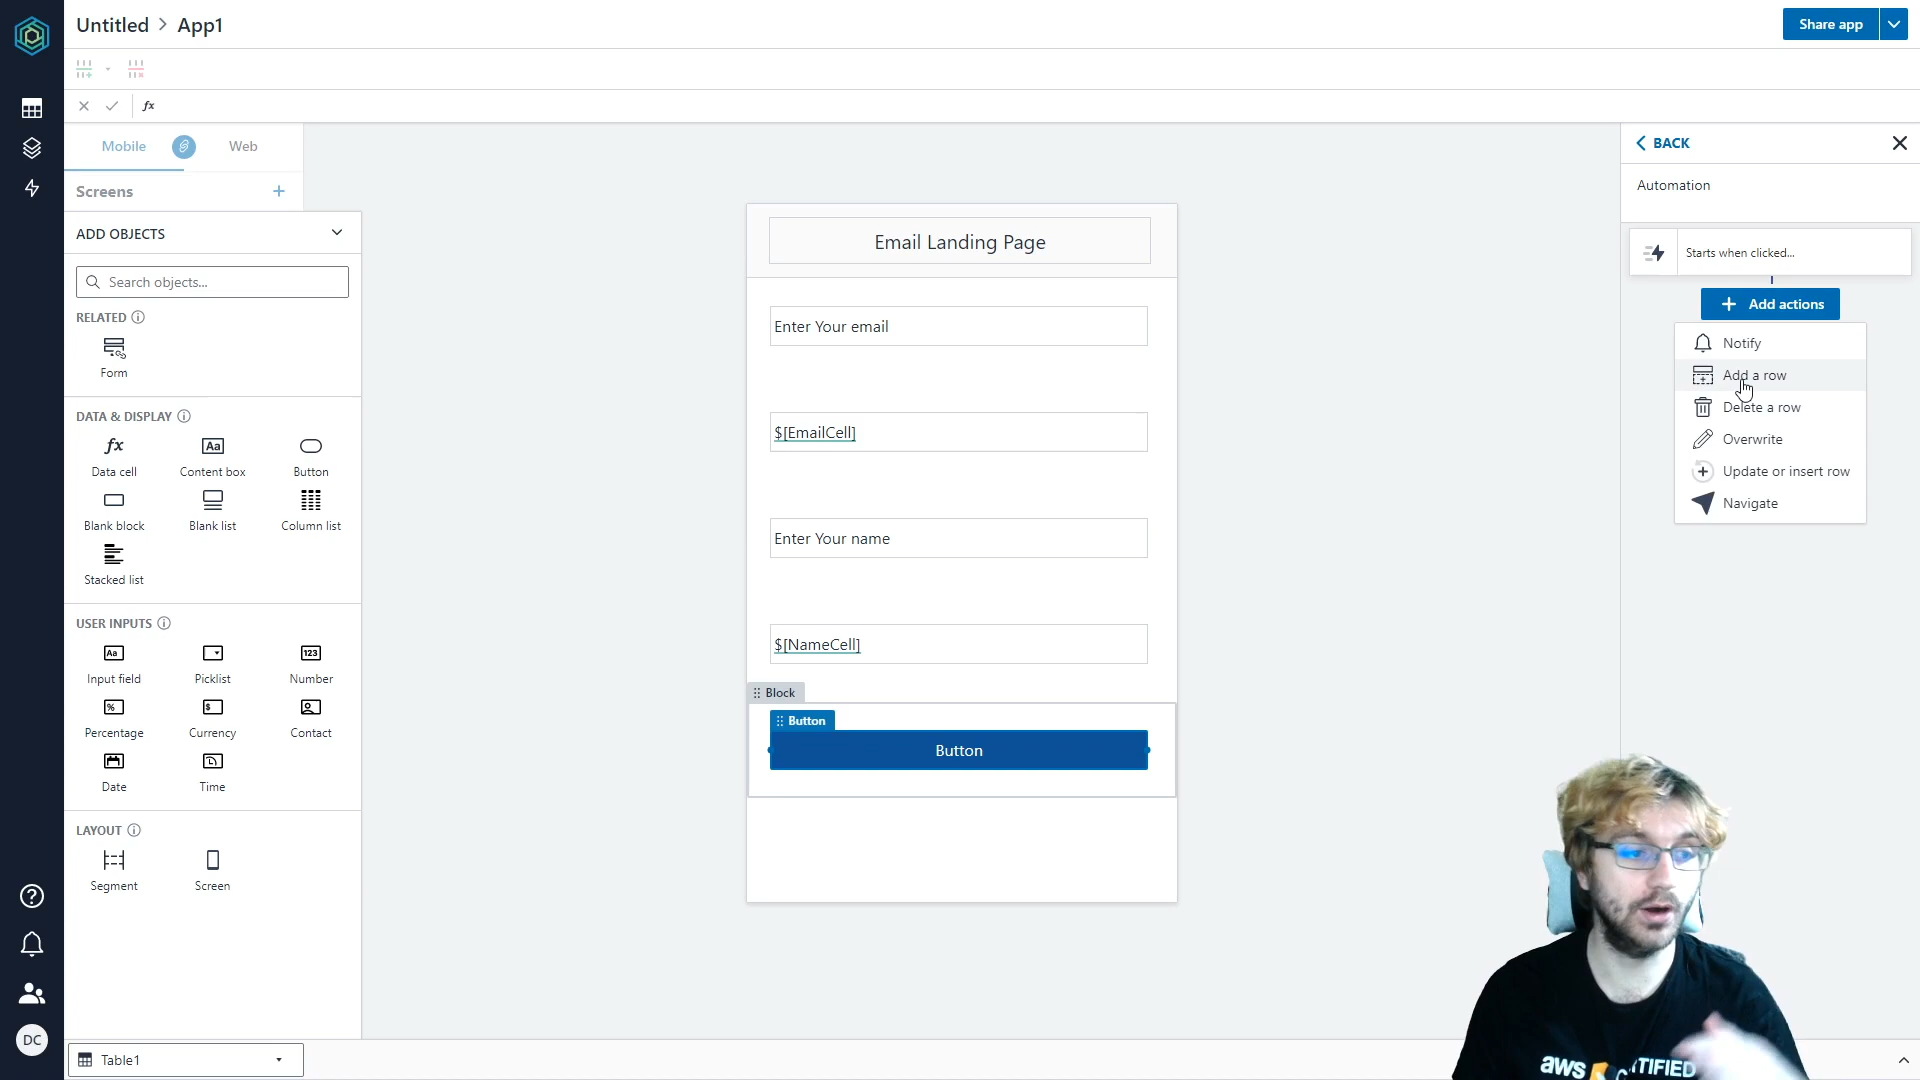 Untitled > App1
Share app
fx
Mobile
Web
Screens
ADD OBJECTS
Search objects...
RELATED
Form
DATA & DISPLAY
fx
Aa
Data cell
Content box
Button
Blank block
Blank list
Column list
Stacked list
USER INPUTS
Aa
123
Input field
Picklist
Number
%
$
Percentage
Currency
Contact
Date
Time
LAYOUT
Segment
Screen
DC
Table1
Email Landing Page
Enter Your email
$[EmailCell]
Enter Your name
$[NameCell]
Block
Button
Button
BACK
Automation
Starts when clicked...
Add actions
Notify
Add a row
Delete a row
Overwrite
Update or insert row
Navigate
aws